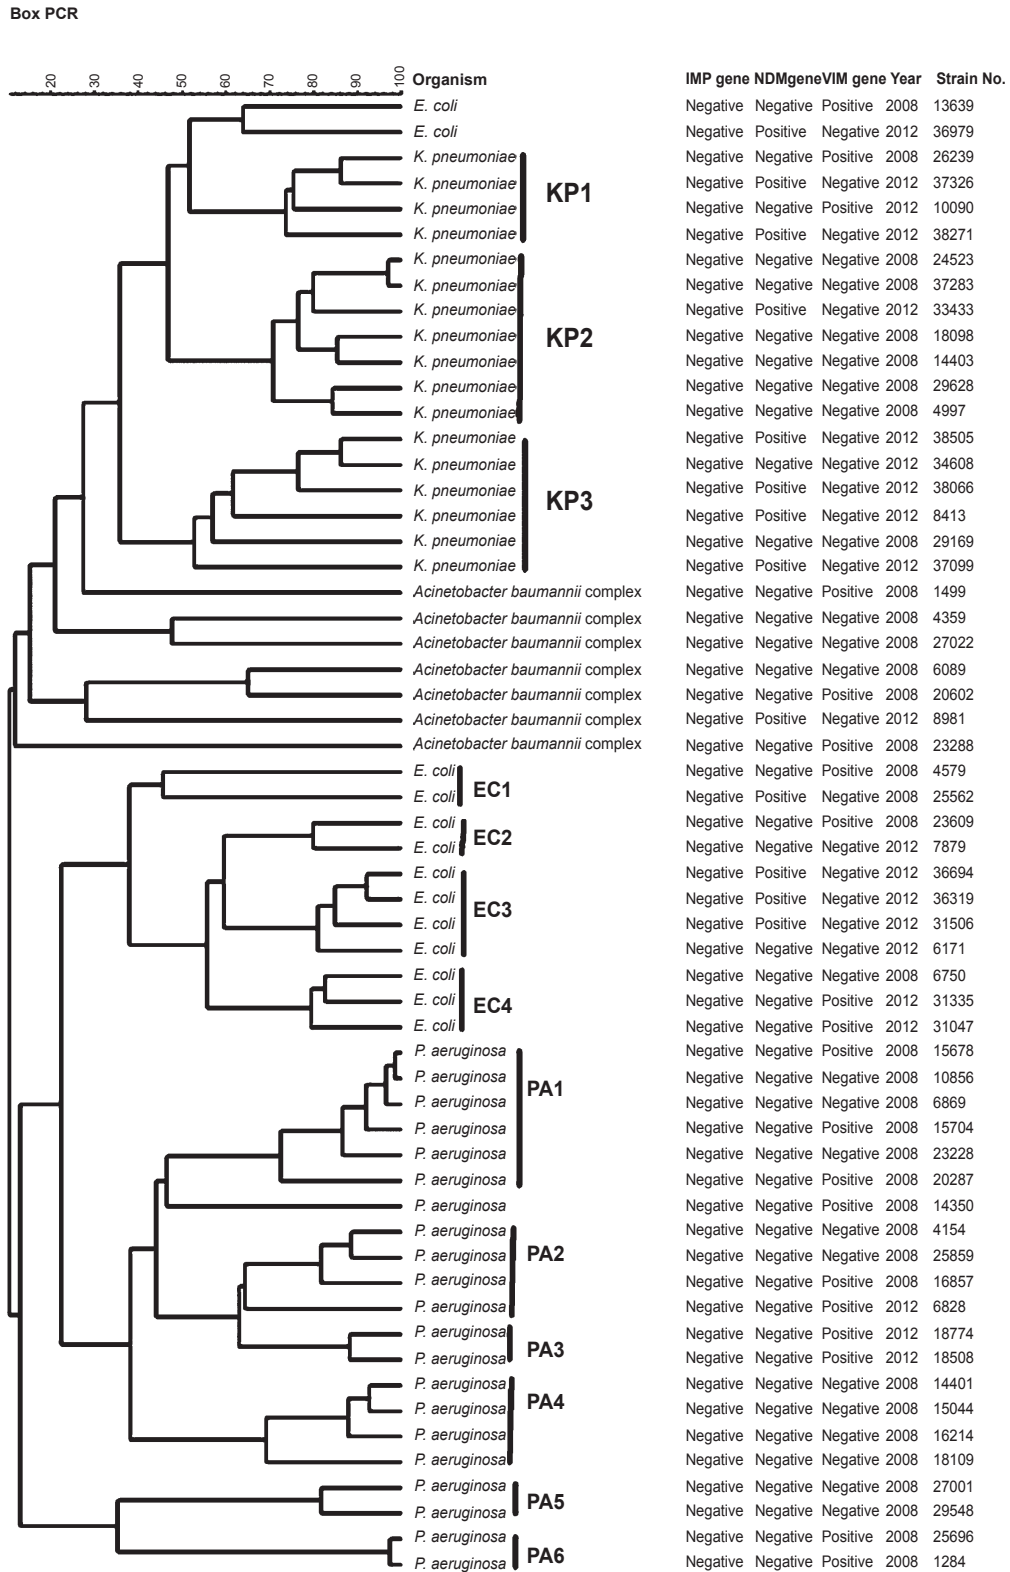 Box PCR
20 30 40 50 60 70 80 90 100 Organism IMP gene NDMgeneVIM gene Year Strain No.
E. coli Negative Negative Positive 2008 13639
E. coli Negative Positive Negative 2012 36979
K. pneumoniae Negative Negative Positive 2008 26239
K. pneumoniae Negative Positive Negative 2012 37326
KP1
K. pneumoniae Negative Negative Positive 2012 10090
K. pneumoniae Negative Positive Negative 2012 38271
K. pneumoniae Negative Negative Negative 2008 24523
K. pneumoniae Negative Negative Negative 2008 37283
K. pneumoniae Negative Positive Negative 2012 33433
K. pneumoniae Negative Negative Negative 2008 18098
KP2
K. pneumoniae Negative Negative Negative 2008 14403
K. pneumoniae Negative Negative Negative 2008 29628
K. pneumoniae Negative Negative Negative 2008 4997
K. pneumoniae Negative Positive Negative 2012 38505
K. pneumoniae Negative Negative Negative 2012 34608
K. pneumoniae Negative Positive Negative 2012 38066
KP3
K. pneumoniae Negative Positive Negative 2012 8413
K. pneumoniae Negative Negative Negative 2008 29169
K. pneumoniae Negative Positive Negative 2012 37099
Acinetobacter baumannii complex Negative Negative Positive 2008 1499
Acinetobacter baumannii complex Negative Negative Negative 2008 4359
Acinetobacter baumannii complex Negative Negative Negative 2008 27022
Acinetobacter baumannii complex Negative Negative Negative 2008 6089
Acinetobacter baumannii complex Negative Negative Positive 2008 20602
Acinetobacter baumannii complex Negative Positive Negative 2012 8981
Acinetobacter baumannii complex Negative Negative Positive 2008 23288
E. coli Negative Negative Positive 2008 4579
EC1
E. coli Negative Positive Negative 2008 25562
E. coli Negative Negative Positive 2008 23609
EC2
E. coli Negative Negative Negative 2012 7879
E. coli Negative Positive Negative 2012 36694
E. coli Negative Positive Negative 2012 36319
EC3
E. coli Negative Positive Negative 2012 31506
E. coli Negative Negative Negative 2012 6171
E. coli Negative Negative Negative 2008 6750
E. coli Negative Negative Positive 2012 31335
EC4
E. coli Negative Negative Positive 2012 31047
P. aeruginosa Negative Negative Positive 2008 15678
P. aeruginosa Negative Negative Negative 2008 10856
PA1
P. aeruginosa Negative Negative Negative 2008 6869
P. aeruginosa Negative Negative Positive 2008 15704
P. aeruginosa Negative Negative Negative 2008 23228
P. aeruginosa Negative Negative Positive 2008 20287
P. aeruginosa Negative Negative Positive 2008 14350
P. aeruginosa Negative Negative Negative 2008 4154
PA2
P. aeruginosa Negative Negative Negative 2008 25859
P. aeruginosa Negative Negative Positive 2008 16857
P. aeruginosa Negative Negative Positive 2012 6828
P. aeruginosa Negative Negative Positive 2012 18774
PA3
P. aeruginosa Negative Negative Positive 2012 18508
P. aeruginosa Negative Negative Negative 2008 14401
PA4
P. aeruginosa Negative Negative Negative 2008 15044
P. aeruginosa Negative Negative Negative 2008 16214
P. aeruginosa Negative Negative Negative 2008 18109
P. aeruginosa Negative Negative Negative 2008 27001
PA5
P. aeruginosa Negative Negative Negative 2008 29548
P. aeruginosa Negative Negative Positive 2008 25696
PA6
P. aeruginosa Negative Negative Positive 2008 1284